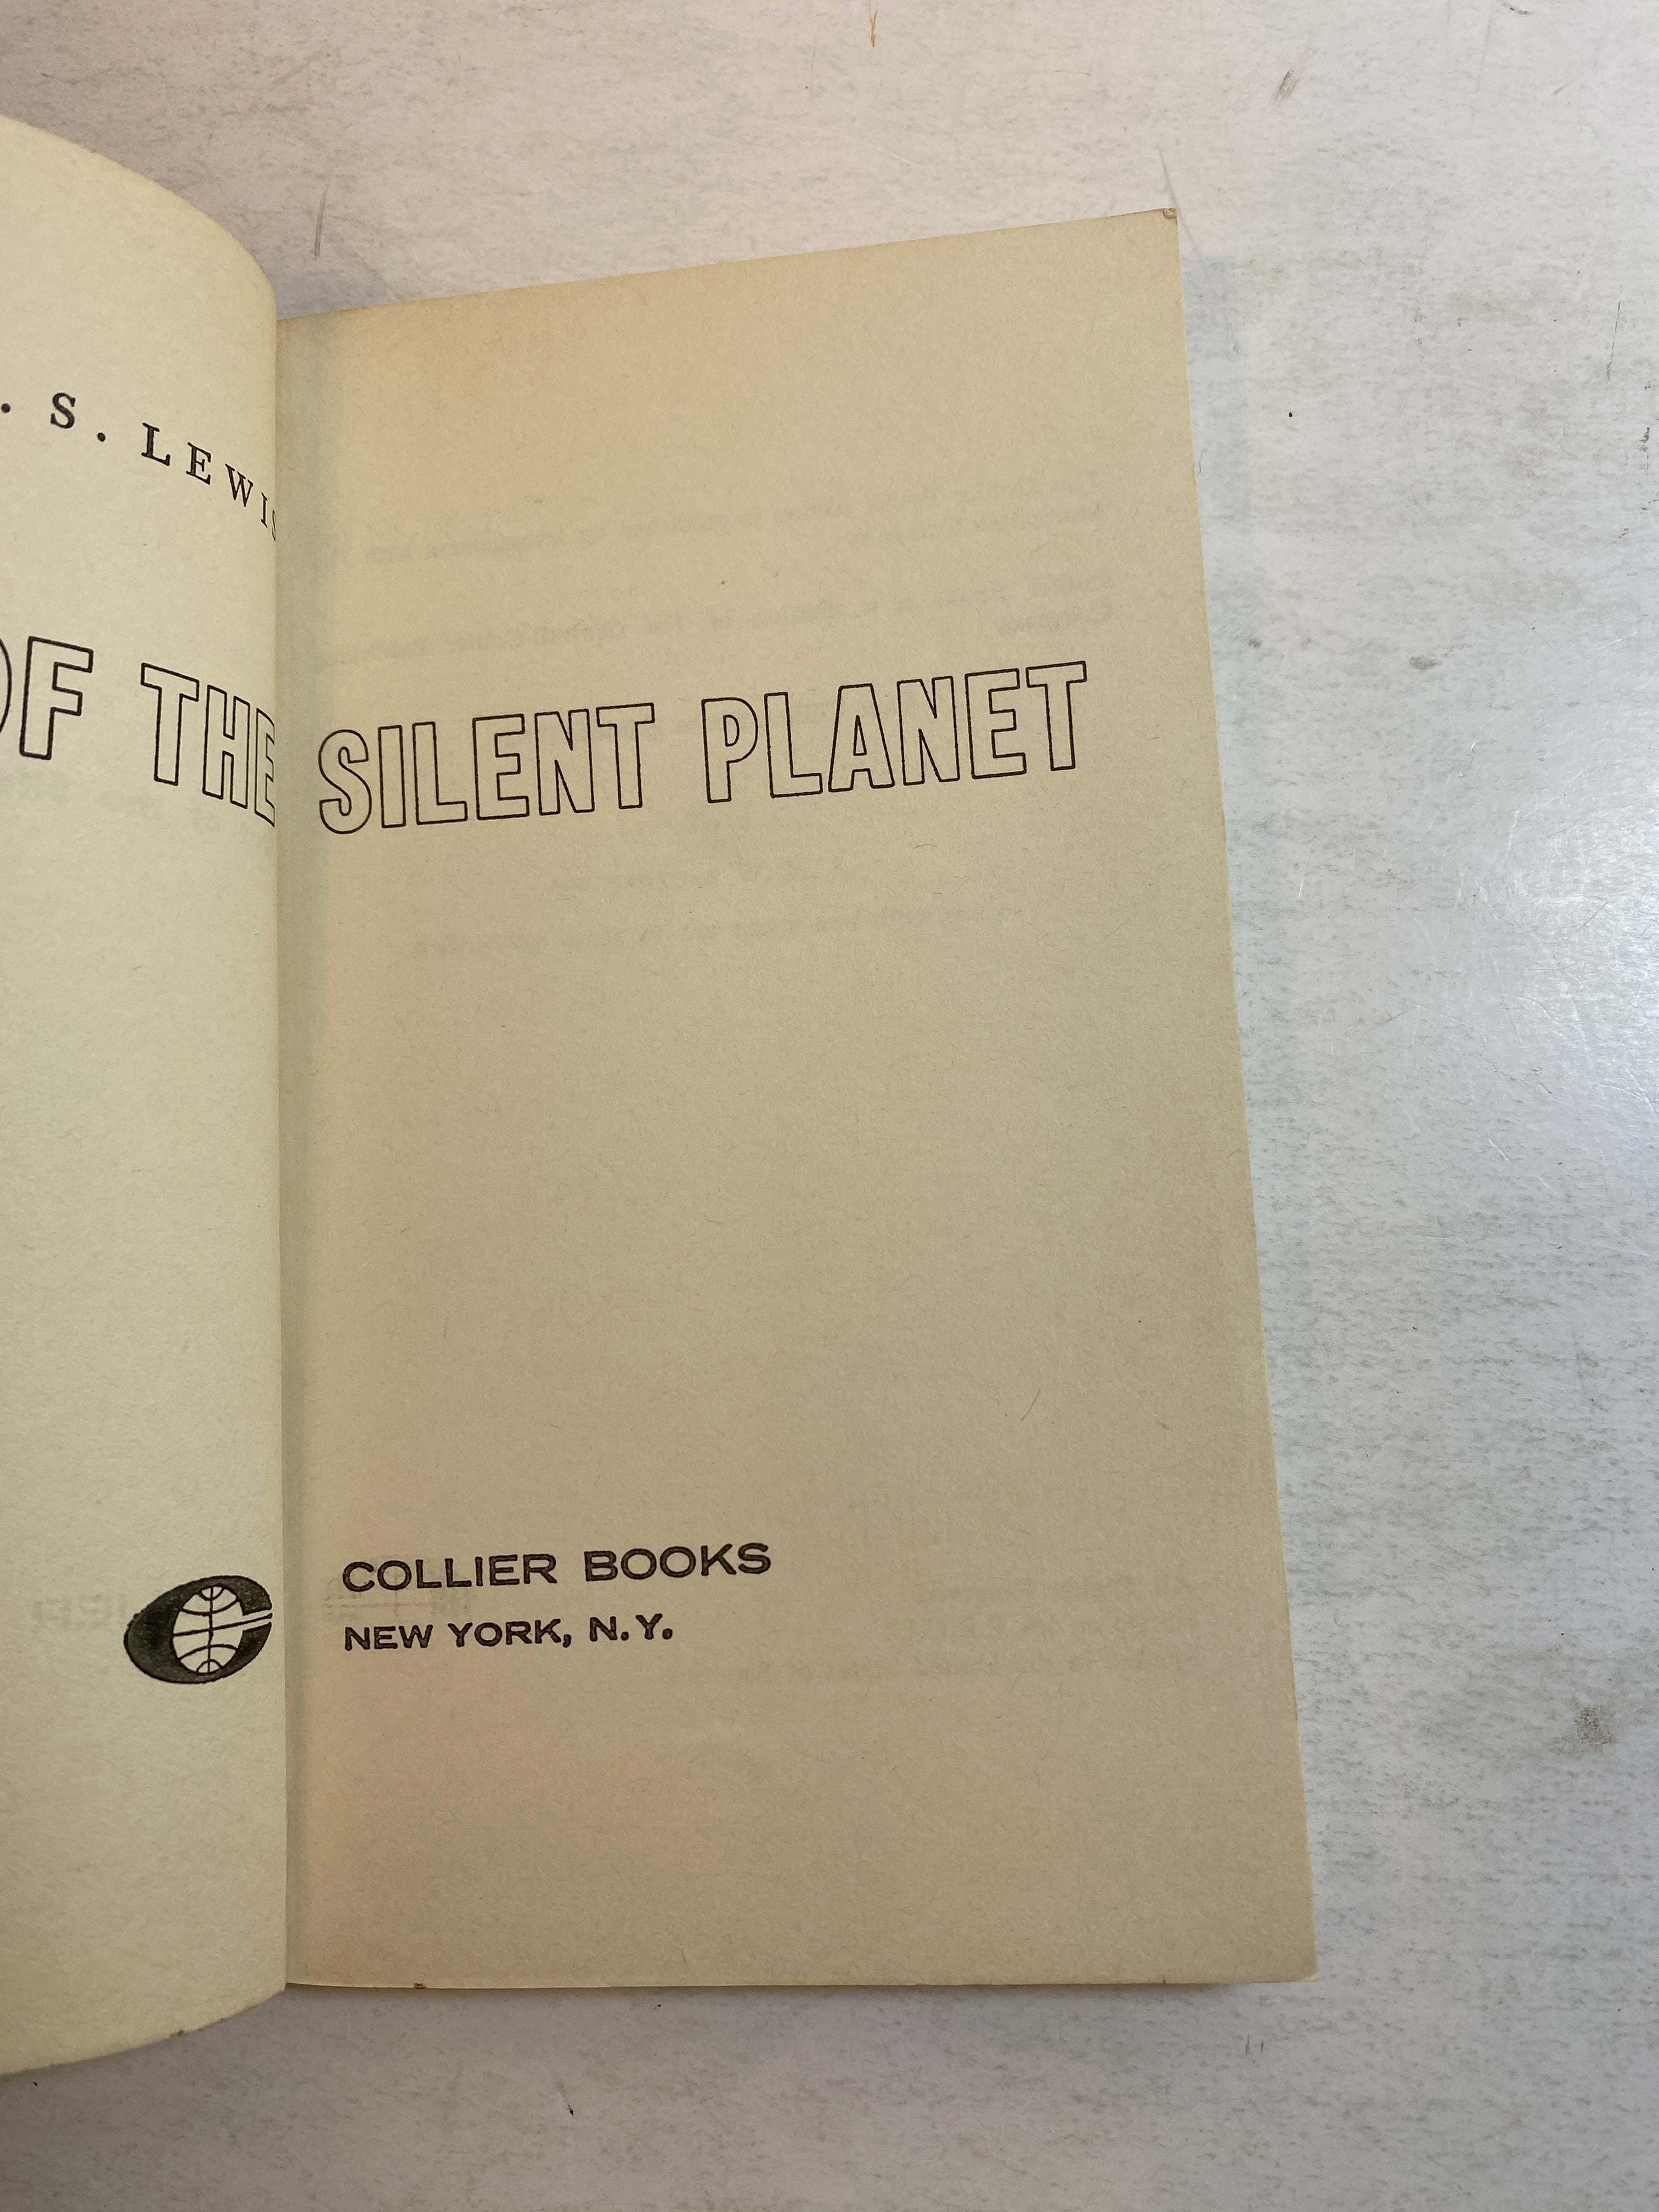 . S. LEWIS
OF THE SILENT PLANET
COLLIER BOOKS
NEW YORK, N.Y.